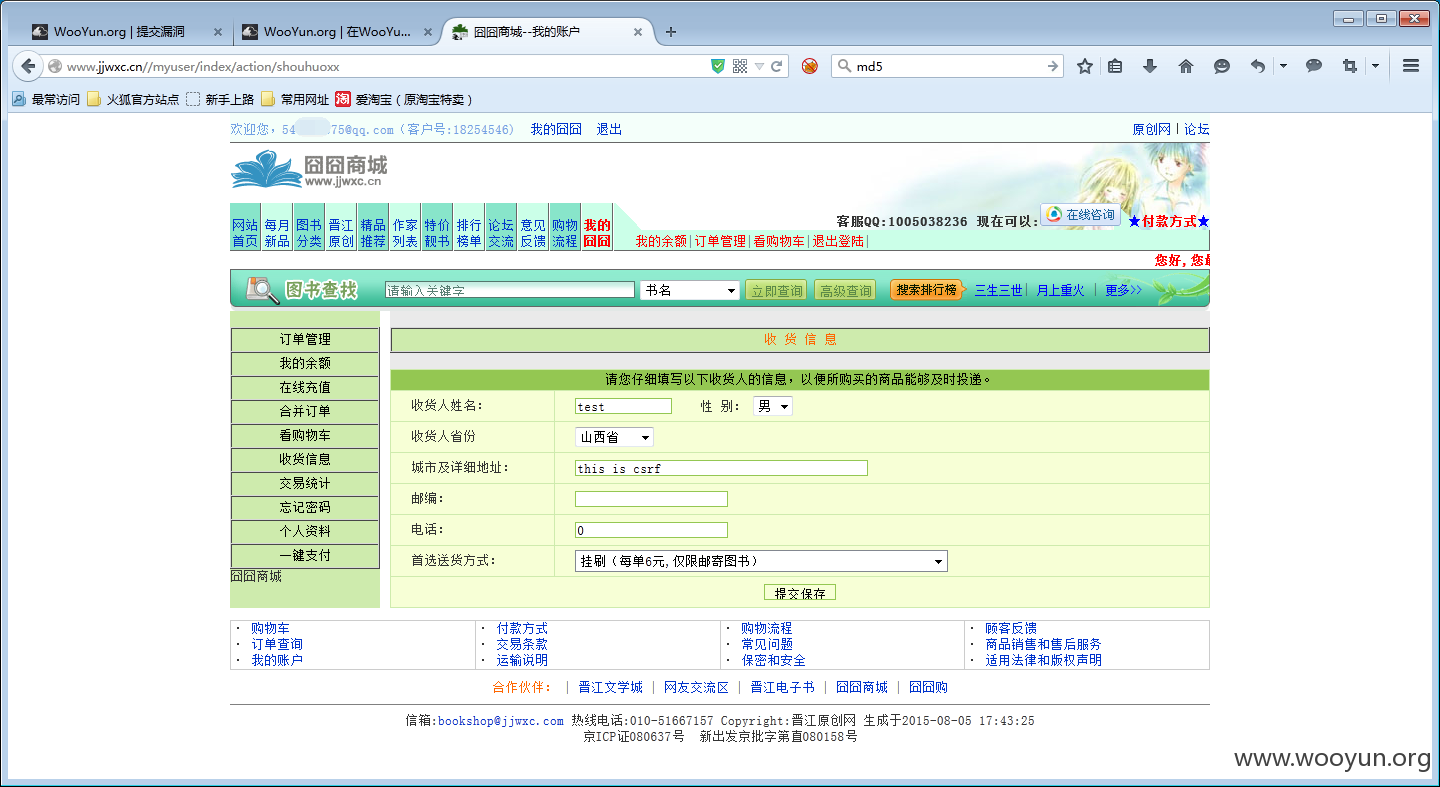 WooYun.org | 提交漏洞
WooYun.org | 在WooYu...
囧囧商城--我的账户
www.jjwxc.cn//myuser/index/action/shouhuoxx
md5
最常访问 火狐官方站点 新手上路 常用网址 淘 爱淘宝（原淘宝特卖）
欢迎您，54 75@qq.com（客户号:18254546） 我的囧囧 退出 原创网 | 论坛
囧囧商城
www.jjwxc.cn
网站首页 每月新品 图书分类 晋江原创 精品推荐 作家列表 特价靓书 排行榜单 论坛交流 意见反馈 购物流程 我的囧囧
客服QQ:1005038236 现在可以: 在线咨询 ★付款方式★
我的余额| 订单管理| 看购物车| 退出登陆|
您好,您
图书查找 请输入关键字 书名 立即查询 高级查询 搜索排行榜 三生三世| 月上重火 | 更多>>
订单管理
我的余额
在线充值
合并订单
看购物车
收货信息
交易统计
忘记密码
个人资料
一键支付
囧囧商城
收 货 信 息
请您仔细填写以下收货人的信息，以便所购买的商品能够及时投递。
收货人姓名： test 性 别： 男
收货人省份 山西省
城市及详细地址： this is csrf
邮编：
电话： 0
首选送货方式： 挂刷（每单6元,仅限邮寄图书）
提交保存
· 购物车 · 付款方式 · 购物流程 · 顾客反馈
· 订单查询 · 交易条款 · 常见问题 · 商品销售和售后服务
· 我的账户 · 运输说明 · 保密和安全 · 适用法律和版权声明
合作伙伴： | 晋江文学城 | 网友交流区 | 晋江电子书 | 囧囧商城 | 囧囧购
信箱:bookshop@jjwxc.com 热线电话:010-51667157 Copyright:晋江原创网 生成于2015-08-05 17:43:25
京ICP证080637号 新出发京批字第直080158号
www.wooyun.org